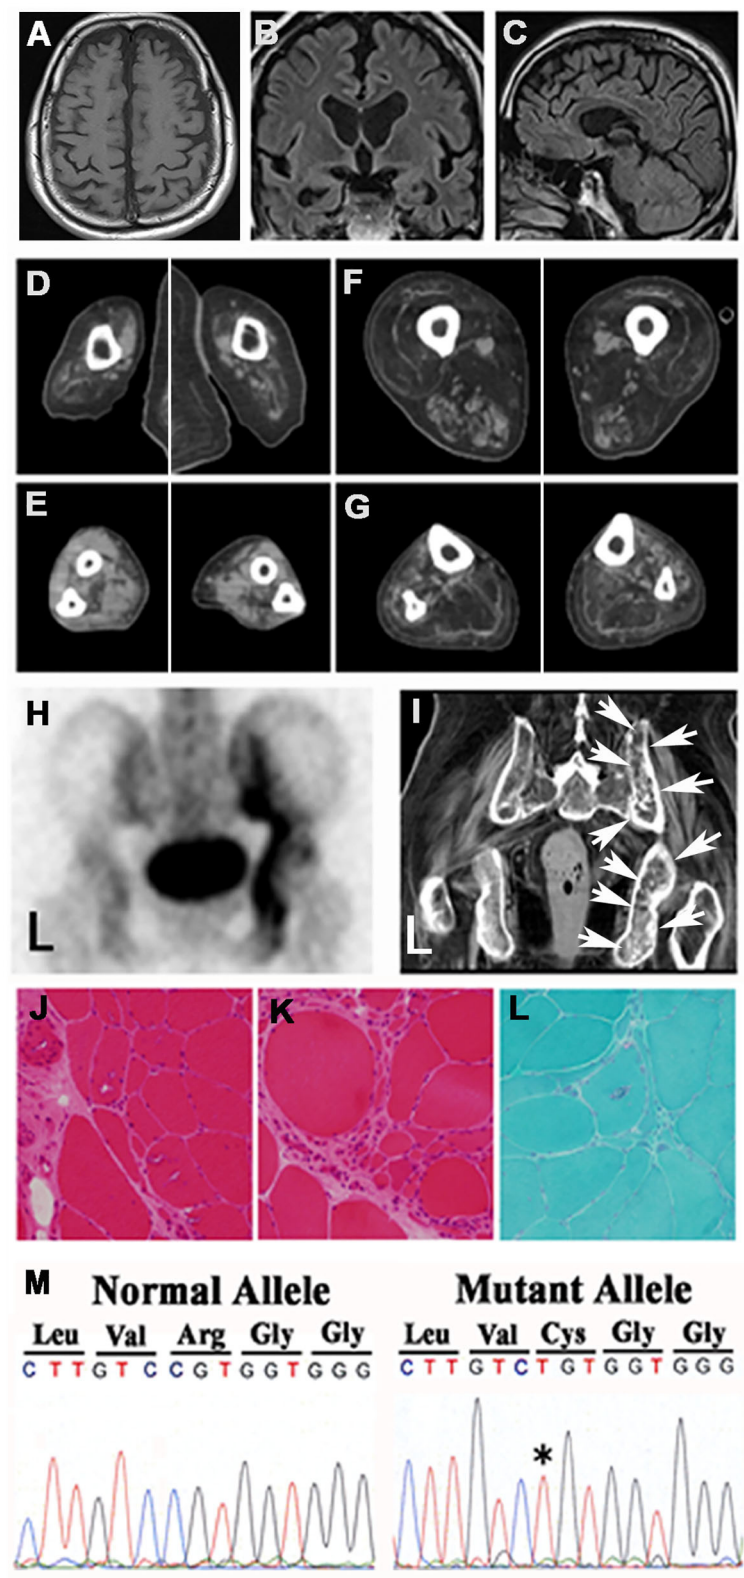 A
B
C
D
F
E
G
H
I
L
L
J
K
L
M
Normal Allele
Mutant Allele
Leu Val Arg Gly Gly
Leu Val Cys Gly Gly
C T T G T C C G T G G T G G G
C T T G T C T G T G G T G G G
*